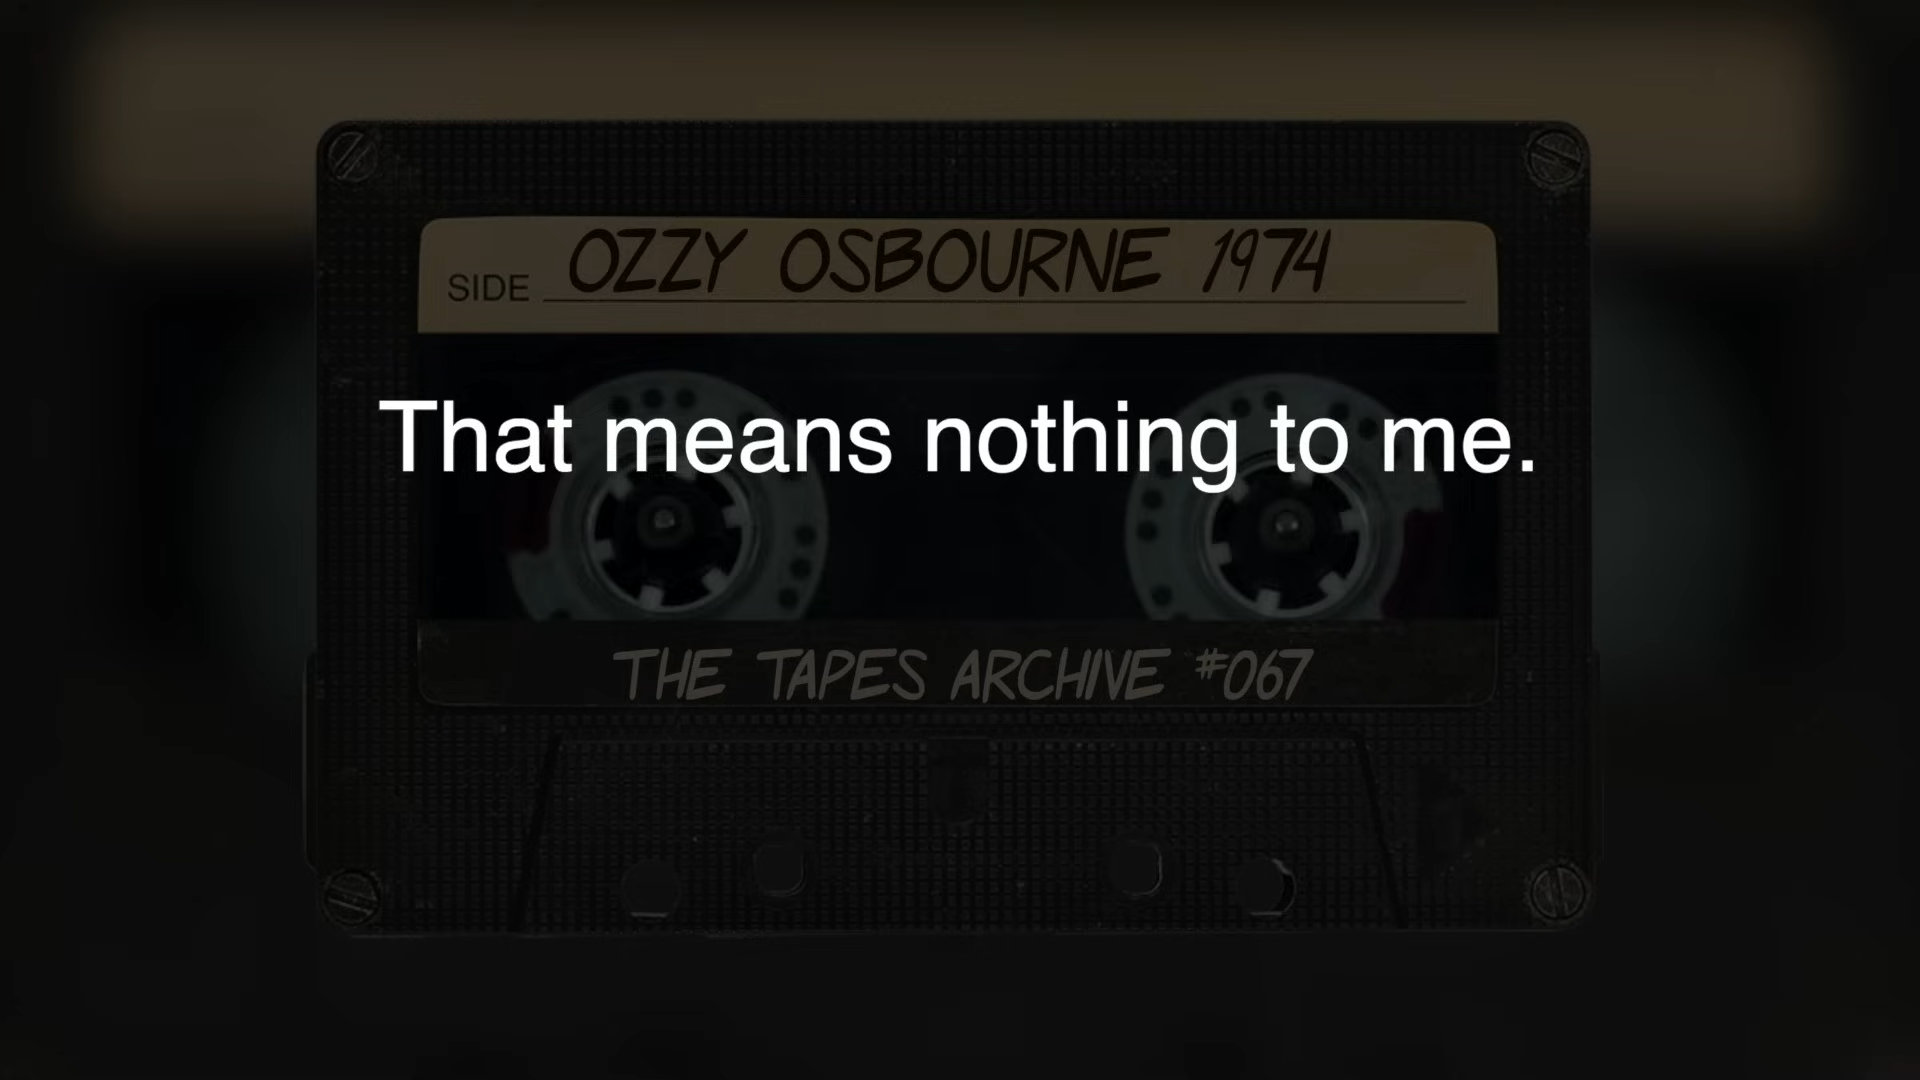 OZZY OSBOURNE 1974
SIDE
That means nothing to me.
THE TAPES ARCHIVE #067